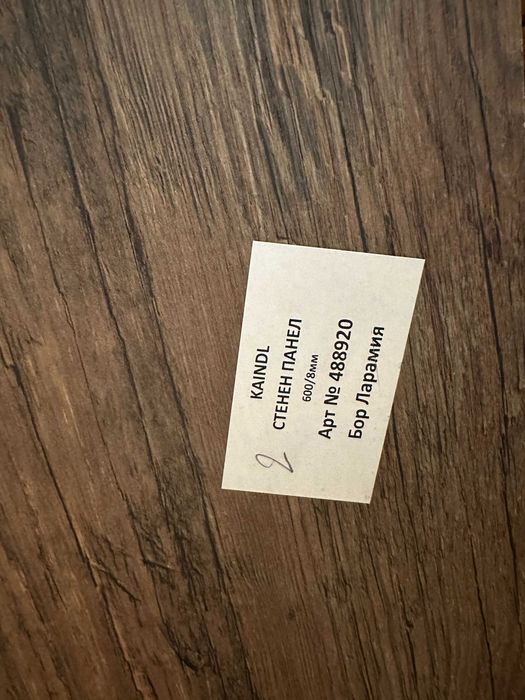 KAINDL
СТЕНЕН ПАНЕЛ
600/8мм
Арт № 488920
Бор Ларамия
2